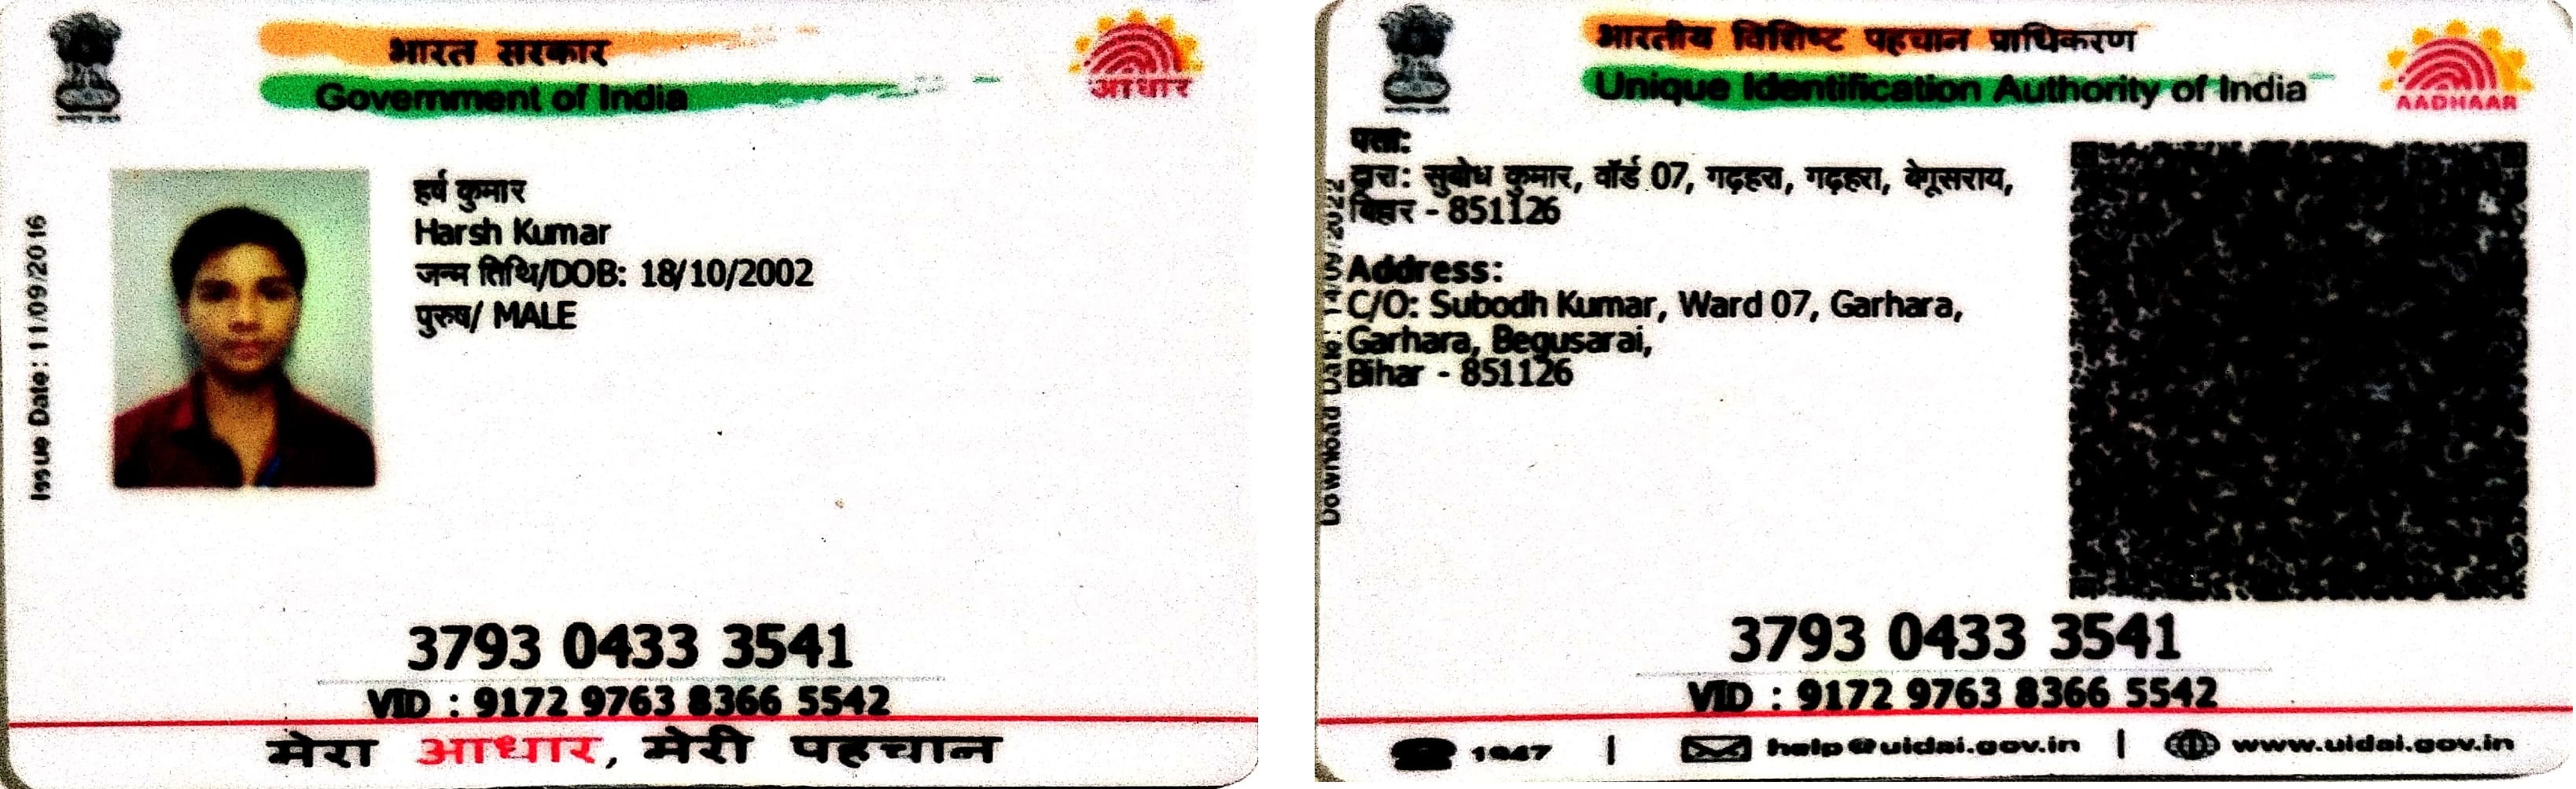 भारत सरकार
Government of India
आधार
Issue Date: 11/09/2016
हर्ष कुमार
Harsh Kumar
जन्म तिथि/DOB: 18/10/2002
पुरुष/ MALE
3793 0433 3541
VID : 9172 9763 8366 5542
मेरा आधार, मेरी पहचान
भारतीय विशिष्ट पहचान प्राधिकरण
Unique Identification Authority of India
AADHAAR
Download Date: 14/09/2022
पता:
द्वारा: सुबोध कुमार, वॉर्ड 07, गढ़हरा, गढ़हरा, बेगूसराय,
बिहार - 851126
Address:
C/O: Subodh Kumar, Ward 07, Garhara,
Garhara, Begusarai,
Bihar - 851126
3793 0433 3541
VID : 9172 9763 8366 5542
1947 | help@uidai.gov.in | www.uidai.gov.in